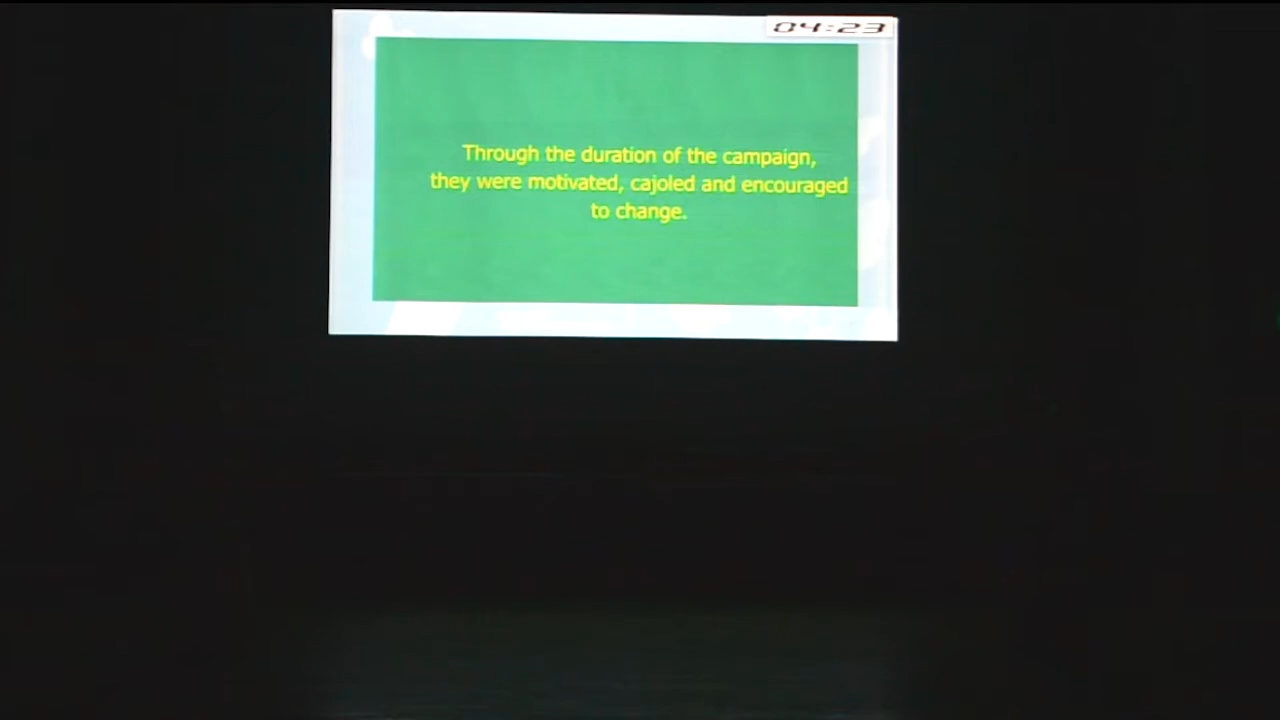 04:23
Through the duration of the campaign,
they were motivated, cajoled and encouraged
to change.